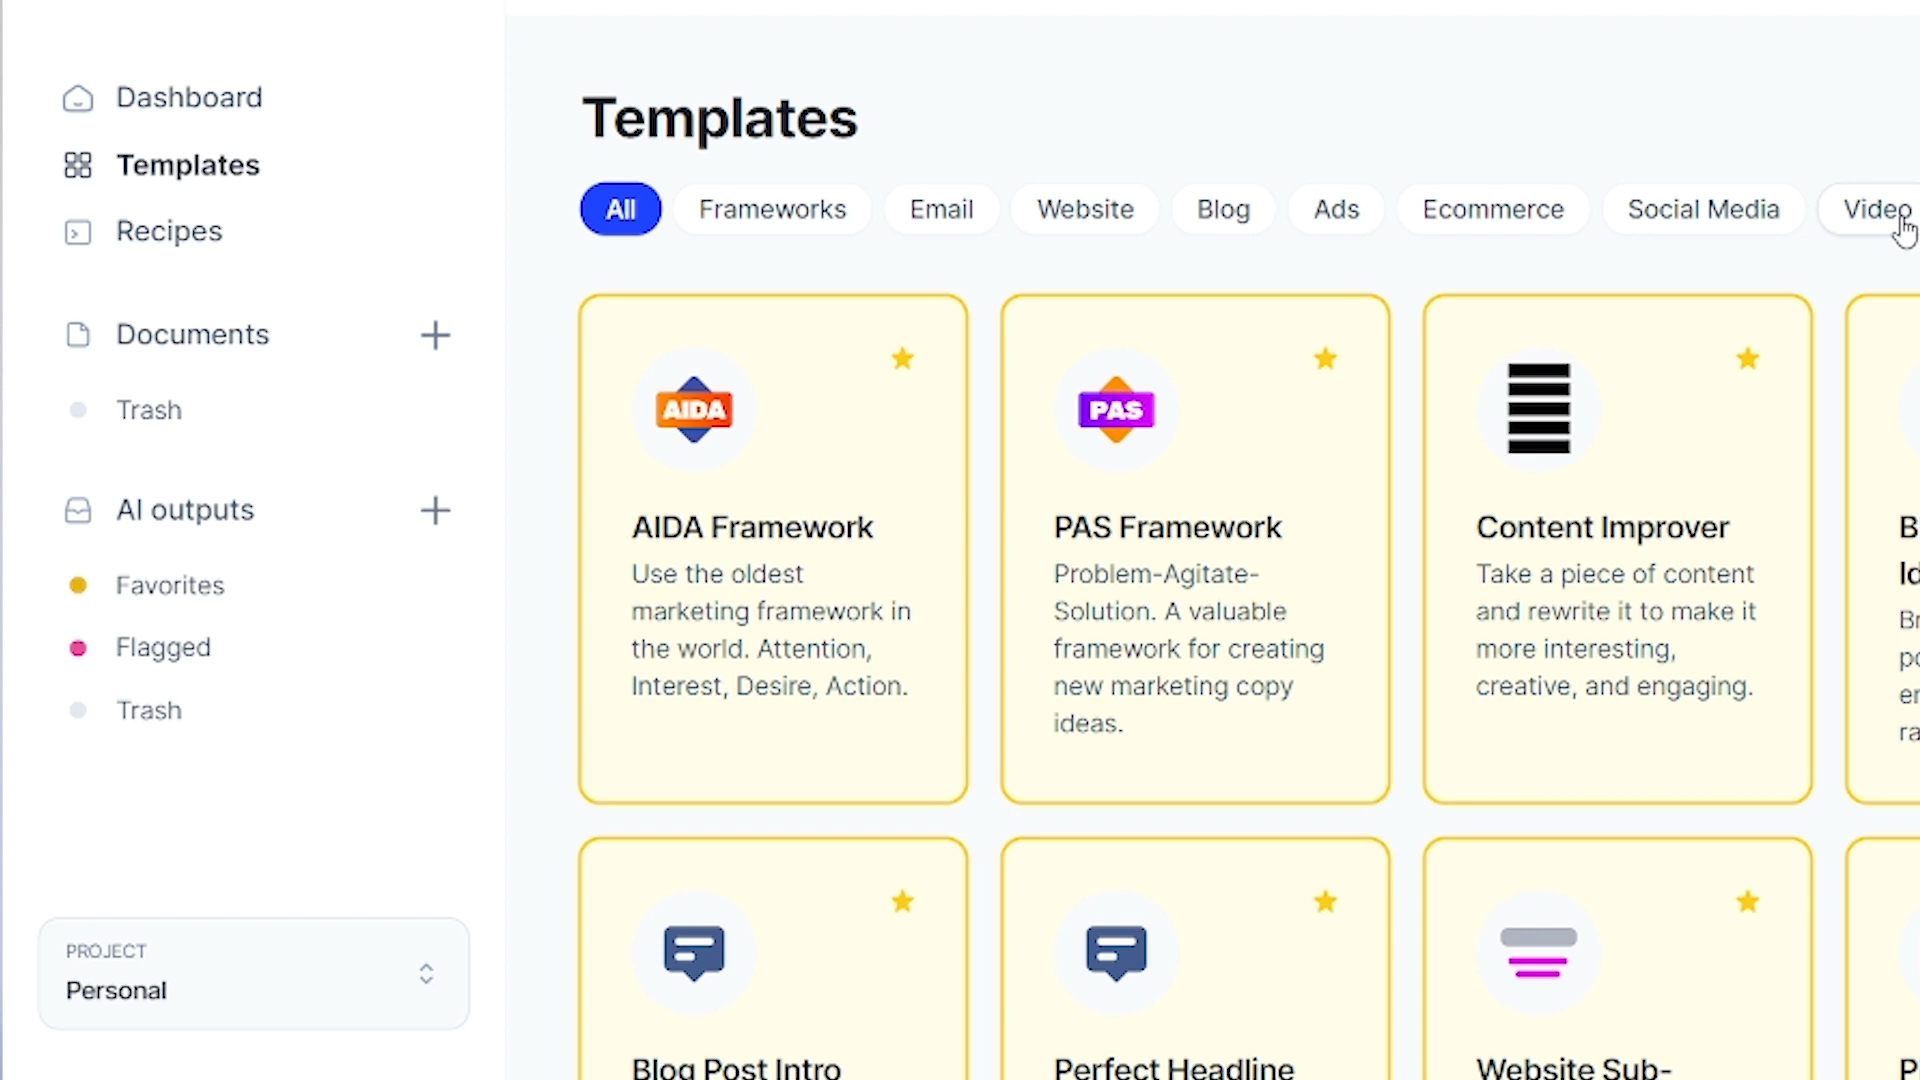 Dashboard
Templates
Recipes
Documents
Trash
AI outputs
Favorites
Flagged
Trash
PROJECT
Personal
Templates
All
Frameworks
Email
Website
Blog
Ads
Ecommerce
Social Media
Video
AIDA
AIDA Framework
Use the oldest
marketing framework in
the world. Attention,
Interest, Desire, Action.
PAS
PAS Framework
Problem-Agitate-
Solution. A valuable
framework for creating
new marketing copy
ideas.
Content Improver
Take a piece of content
and rewrite it to make it
more interesting,
creative, and engaging.
Blog Post Intro
Perfect Headline
Website Sub-